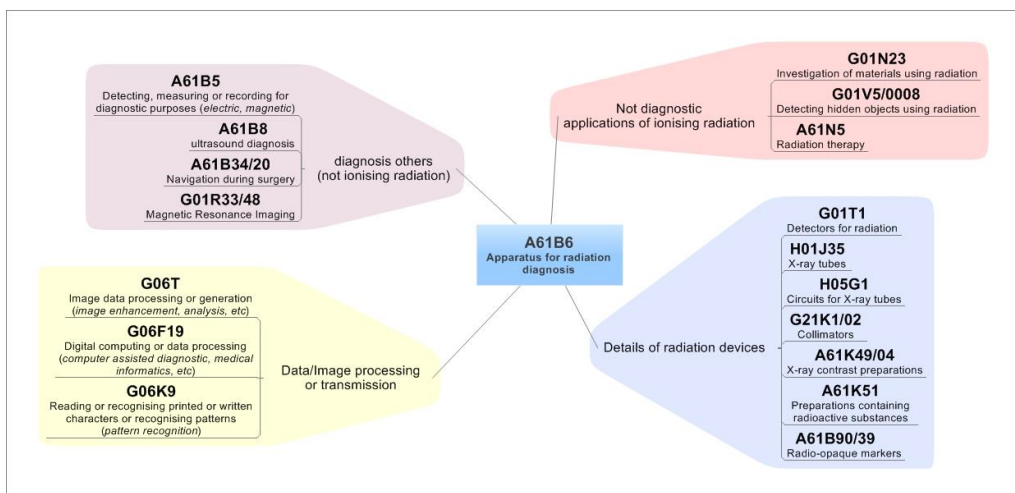 A61B5
Detecting, measuring or recording for
diagnostic purposes (electric, magnetic)
A61B8
ultrasound diagnosis
A61B34/20
Navigation during surgery
G01R33/48
Magnetic Resonance Imaging
diagnosis others
(not ionising radiation)
G01N23
Investigation of materials using radiation
G01V5/0008
Detecting hidden objects using radiation
A61N5
Radiation therapy
Not diagnostic
applications of ionising radiation
A61B6
Apparatus for radiation
diagnosis
G06T
Image data processing or generation
(image enhancement, analysis, etc)
G06F19
Digital computing or data processing
(computer assisted diagnostic, medical
informatics, etc)
G06K9
Reading or recognising printed or written
characters or recognising patterns
(pattern recognition)
Data/Image processing
or transmission
Details of radiation devices
G01T1
Detectors for radiation
H01J35
X-ray tubes
H05G1
Circuits for X-ray tubes
G21K1/02
Collimators
A61K49/04
X-ray contrast preparations
A61K51
Preparations containing
radioactive substances
A61B90/39
Radio-opaque markers